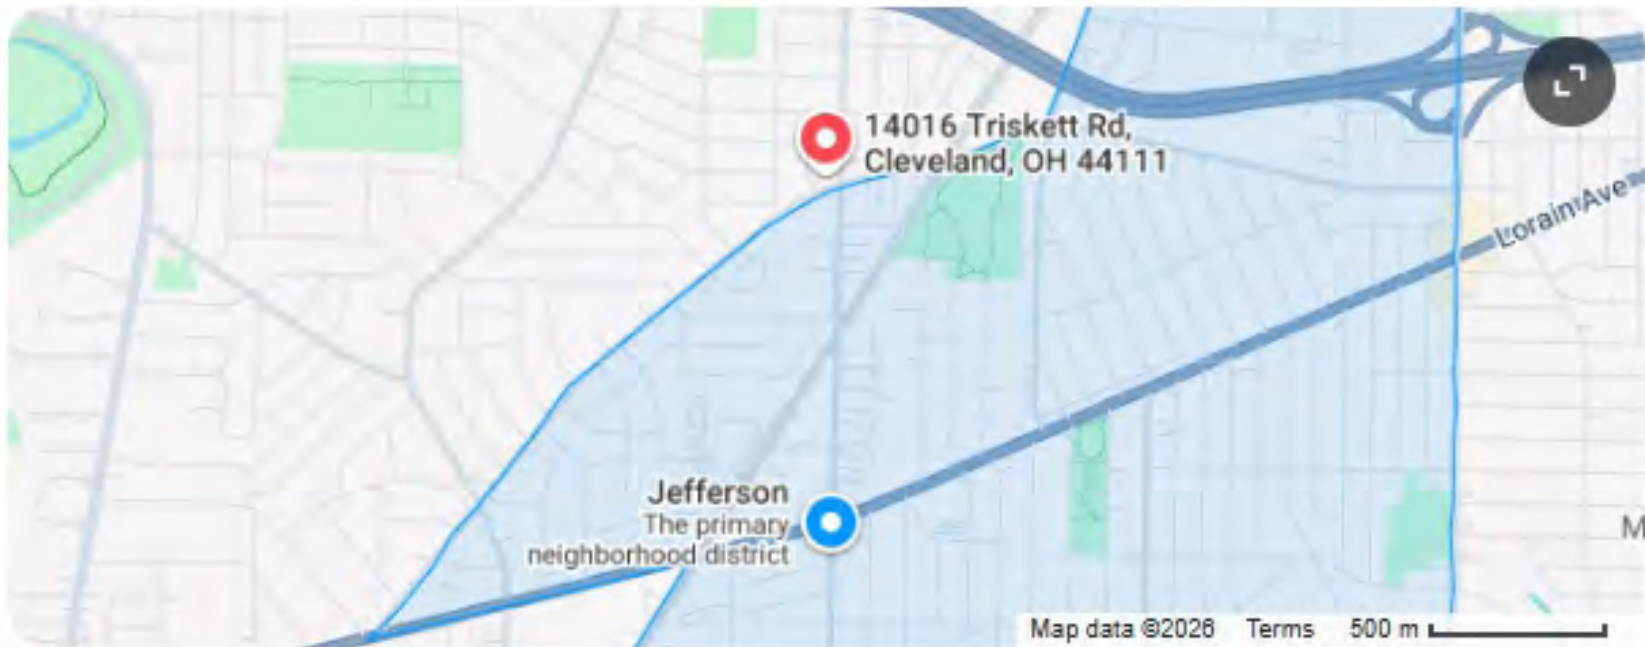 14016 Triskett Rd,
Cleveland, OH 44111
Lorain Ave
Jefferson
The primary
neighborhood district
M
Map data ©2026 Terms 500 m